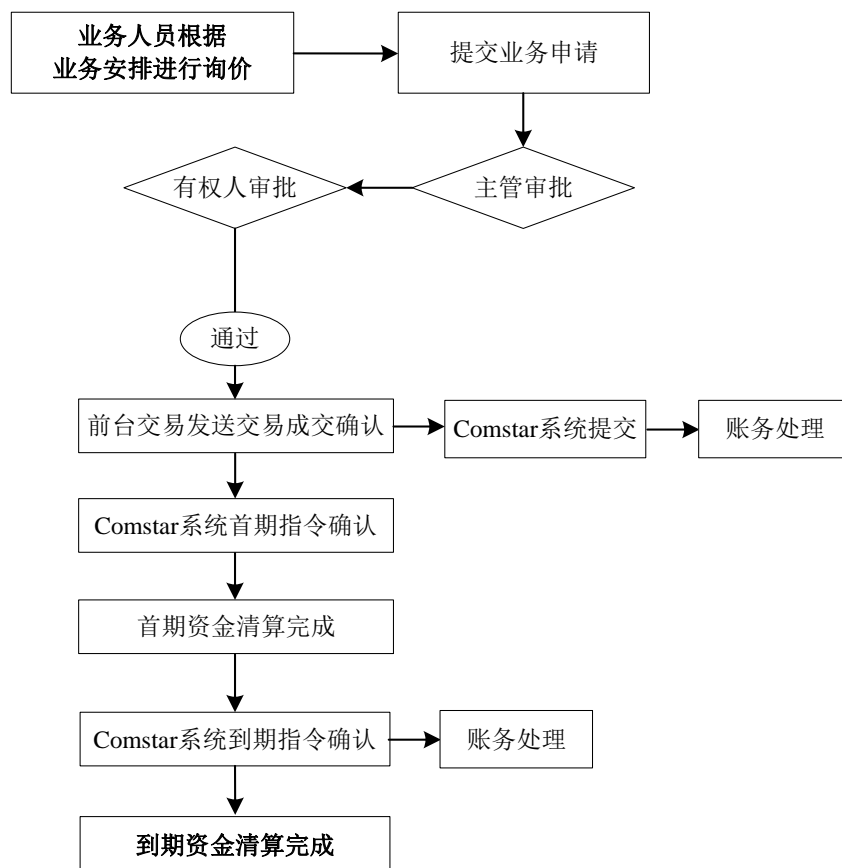 业务人员根据
业务安排进行询价
提交业务申请
有权人审批
主管审批
通过
前台交易发送交易成交确认
Comstar系统提交
账务处理
Comstar系统首期指令确认
首期资金清算完成
Comstar系统到期指令确认
账务处理
到期资金清算完成